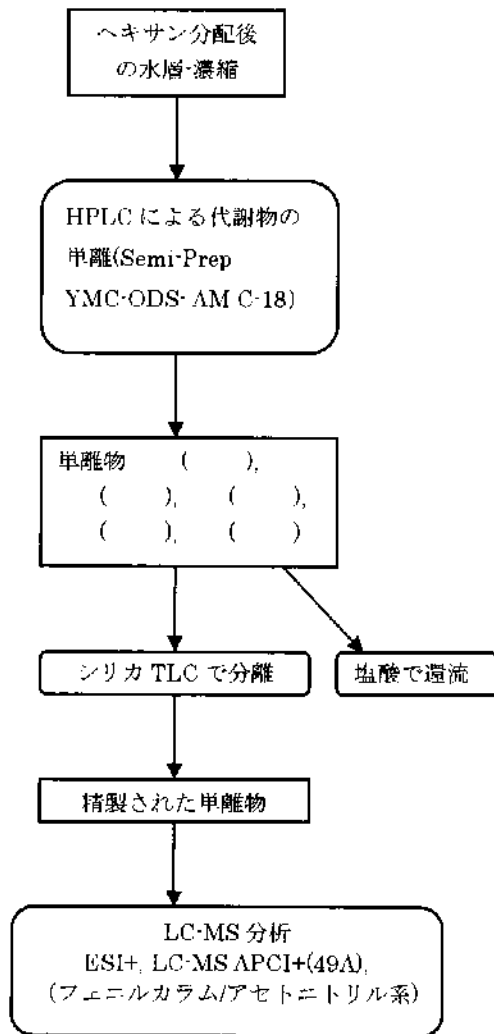 ヘキサン分配後
の水層-濃縮
HPLC による代謝物の
単離(Semi-Prep
YMC-ODS- AM C-18)
単離物 ( ),
( ), ( ),
( ), ( )
シリカ TLC で分離
塩酸で還流
精製された単離物
LC-MS 分析
ESI+, LC-MS APCI+(49A),
(フェニルカラム/アセトニトリル系)